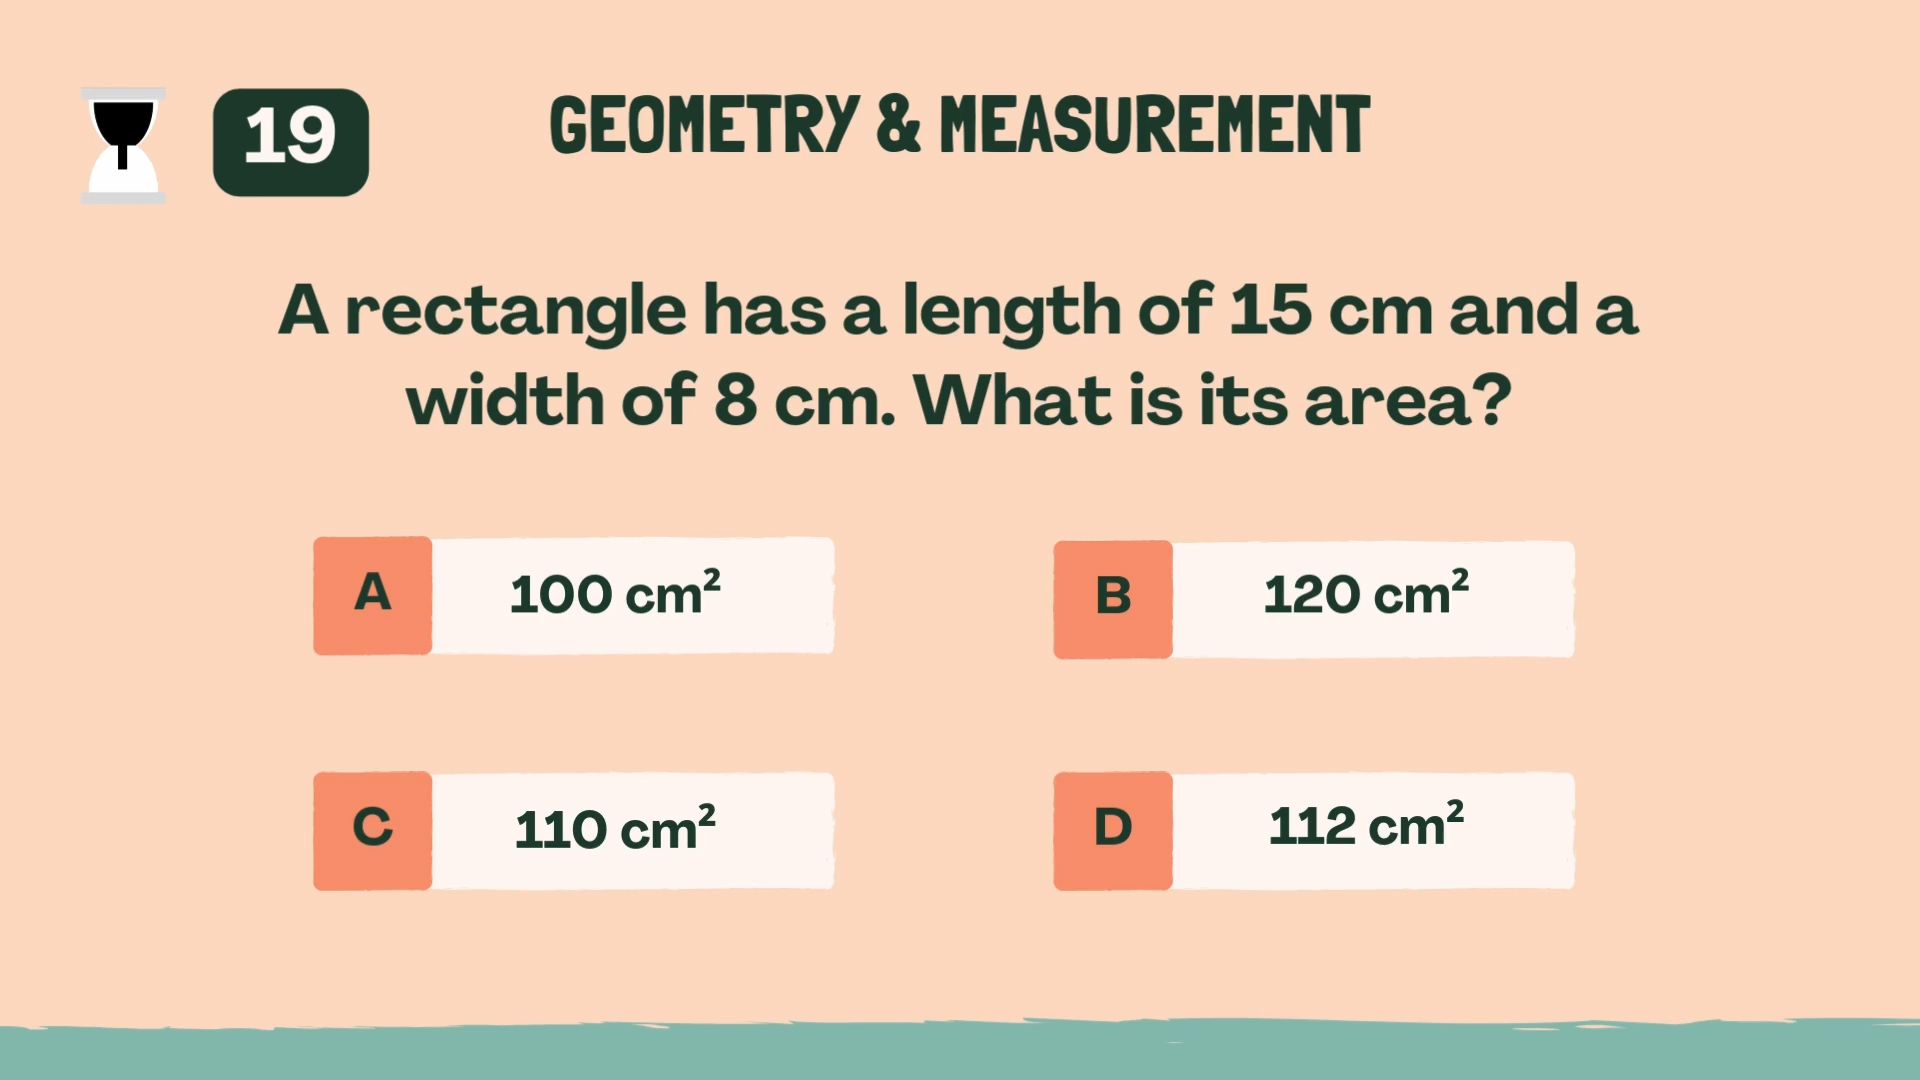 19
GEOMETRY & MEASUREMENT
A rectangle has a length of 15 cm and a
width of 8 cm. What is its area?
A 100 cm²
B 120 cm²
C 110 cm²
D 112 cm²